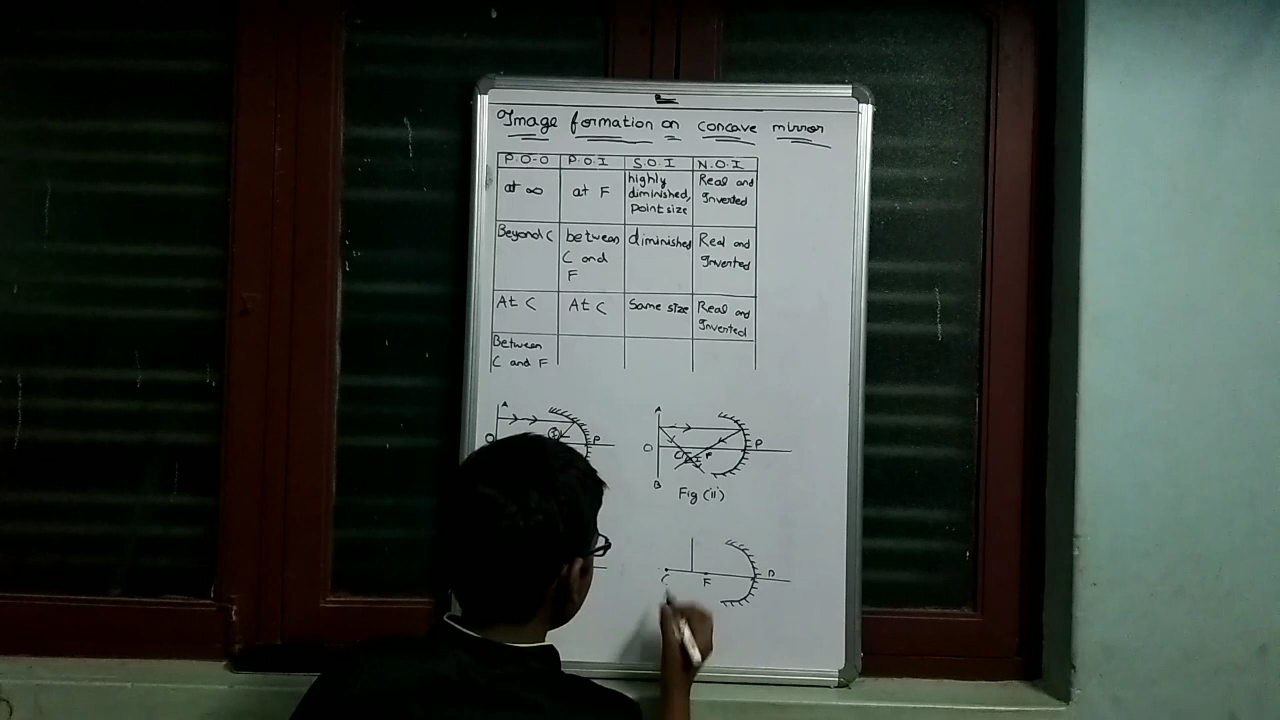 Image formation on concave mirror
P.O.O P.O.I S.O.I N.O.I
at ∞ at F highly diminished, point size Real and Inverted
Beyond C between C and F diminished Real and Inverted
At C At C Same size Real and Inverted
Between C and F
A
P
O
A
O
C
F
P
B
Fig (ii)
C
F
P